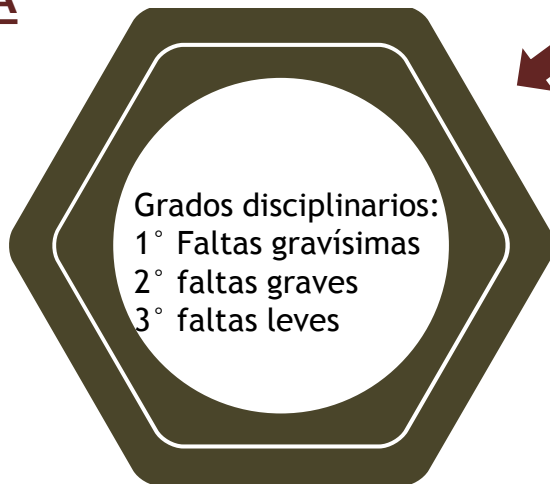 A
Grados disciplinarios:
1° Faltas gravísimas
2° faltas graves
3° faltas leves